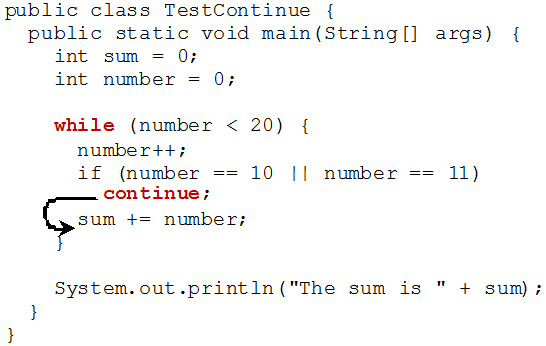 public class TestContinue {
public static void main(String[] args) {
int sum = 0;
int number = 0;
while (number < 20) {
number++;
if (number == 10 || number == 11)
continue;
sum += number;
}
System.out.println("The sum is " + sum);
}
}